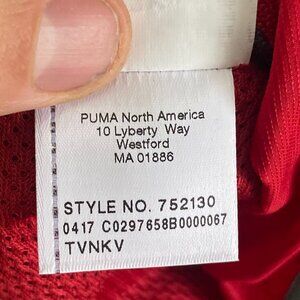 PUMA North America
10 Lyberty Way
Westford
MA 01886
STYLE NO. 752130
0417 C0297658B0000067
TVNKV